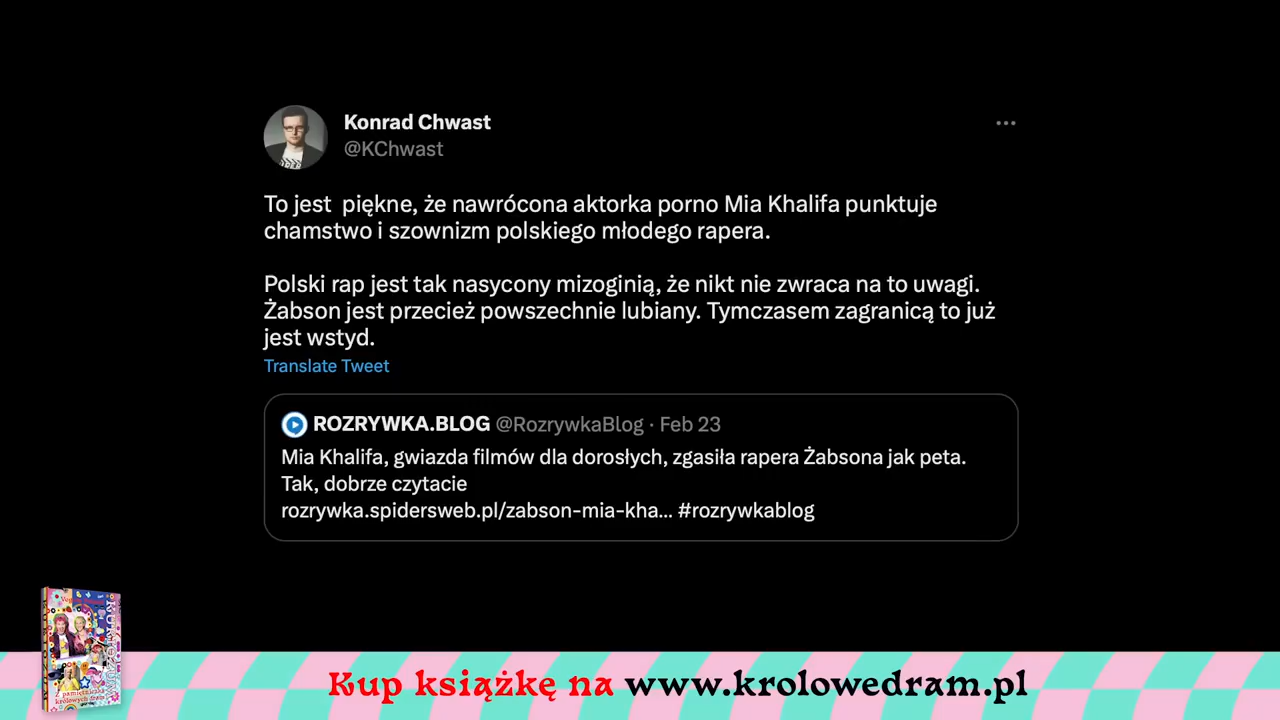 Konrad Chwast
@KChwast
To jest piękne, że nawrócona aktorka porno Mia Khalifa punktuje
chamstwo i szownizm polskiego młodego rapera.
Polski rap jest tak nasycony mizoginią, że nikt nie zwraca na to uwagi.
Żabson jest przecież powszechnie lubiany. Tymczasem zagranicą to już
jest wstyd.
Translate Tweet
ROZRYWKA.BLOG @RozrywkaBlog · Feb 23
Mia Khalifa, gwiazda filmów dla dorosłych, zgasiła rapera Żabsona jak peta.
Tak, dobrze czytacie
rozrywka.spidersweb.pl/zabson-mia-kha... #rozrywkablog
Z pamiętnika
królowych dram
Kup książkę na www.krolowedram.pl